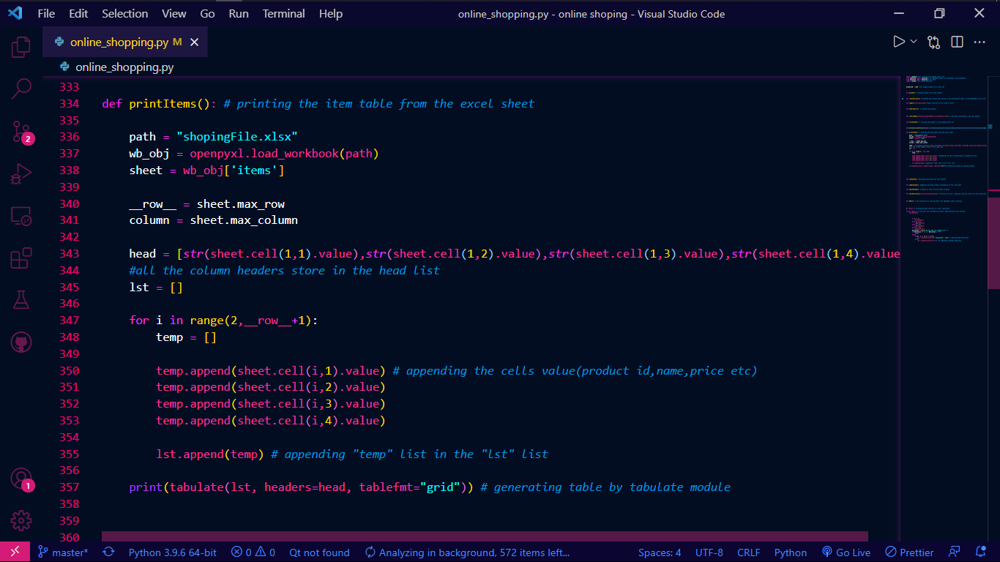 File Edit Selection View Go Run Terminal Help online_shopping.py - online shoping - Visual Studio Code
online_shopping.py M
online_shopping.py
333
334 def printItems(): # printing the item table from the excel sheet
335
336 path = "shopingFile.xlsx"
337 wb_obj = openpyxl.load_workbook(path)
338 sheet = wb_obj['items']
339
340 __row__ = sheet.max_row
341 column = sheet.max_column
342
343 head = [str(sheet.cell(1,1).value),str(sheet.cell(1,2).value),str(sheet.cell(1,3).value),str(sheet.cell(1,4).value
344 #all the column headers store in the head list
345 lst = []
346
347 for i in range(2,__row__+1):
348 temp = []
349
350 temp.append(sheet.cell(i,1).value) # appending the cells value(product id,name,price etc)
351 temp.append(sheet.cell(i,2).value)
352 temp.append(sheet.cell(i,3).value)
353 temp.append(sheet.cell(i,4).value)
354
355 lst.append(temp) # appending "temp" list in the "lst" list
356
357 print(tabulate(lst, headers=head, tablefmt="grid")) # generating table by tabulate module
358
359
360
2
1
master* Python 3.9.6 64-bit 0 0 Qt not found Analyzing in background, 572 items left... Spaces: 4 UTF-8 CRLF Python Go Live Prettier